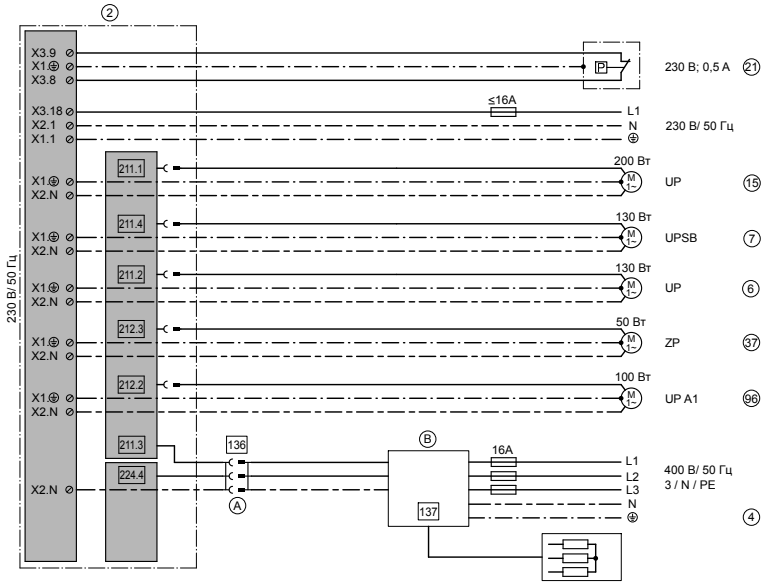 2
X3.9
X1.⏚
X3.8
P
230 В; 0,5 A 21
X3.18 ≤16A L1
X2.1 N 230 В/ 50 Гц
X1.1 ⏚
211.1 200 Вт
X1.⏚ M 1~ UP 15
X2.N
211.4 130 Вт
X1.⏚ M 1~ UPSB 7
X2.N
211.2 130 Вт
X1.⏚ M 1~ UP 6
X2.N
212.3 50 Вт
X1.⏚ M 1~ ZP 37
X2.N
212.2 100 Вт
X1.⏚ M 1~ UP A1 96
X2.N
230 В/ 50 Гц
211.3 136 B 16A L1
224.4 L2 400 В/ 50 Гц
X2.N L3 3 / N / PE
A 137 N
⏚ 4